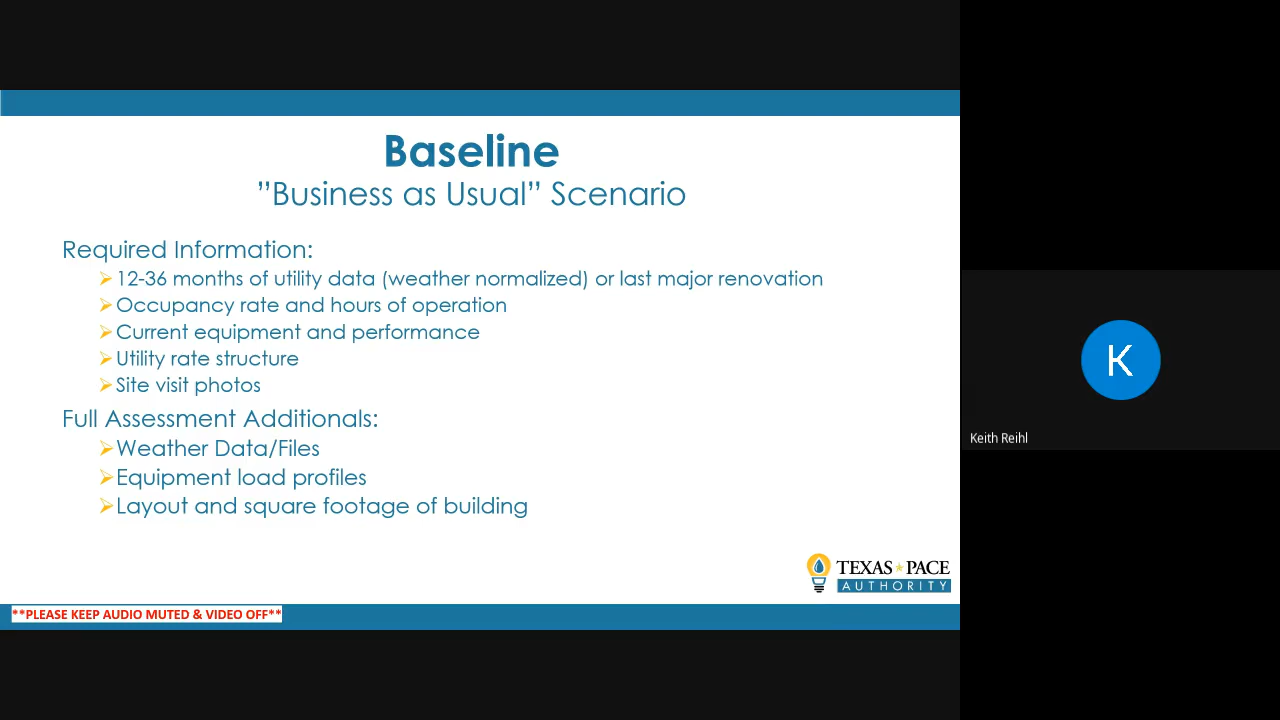 Baseline
”Business as Usual” Scenario
Required Information:
12-36 months of utility data (weather normalized) or last major renovation
Occupancy rate and hours of operation
Current equipment and performance
Utility rate structure
Site visit photos
Full Assessment Additionals:
Weather Data/Files
Equipment load profiles
Layout and square footage of building
TEXAS★PACE
AUTHORITY
**PLEASE KEEP AUDIO MUTED & VIDEO OFF**
K
Keith Reihl